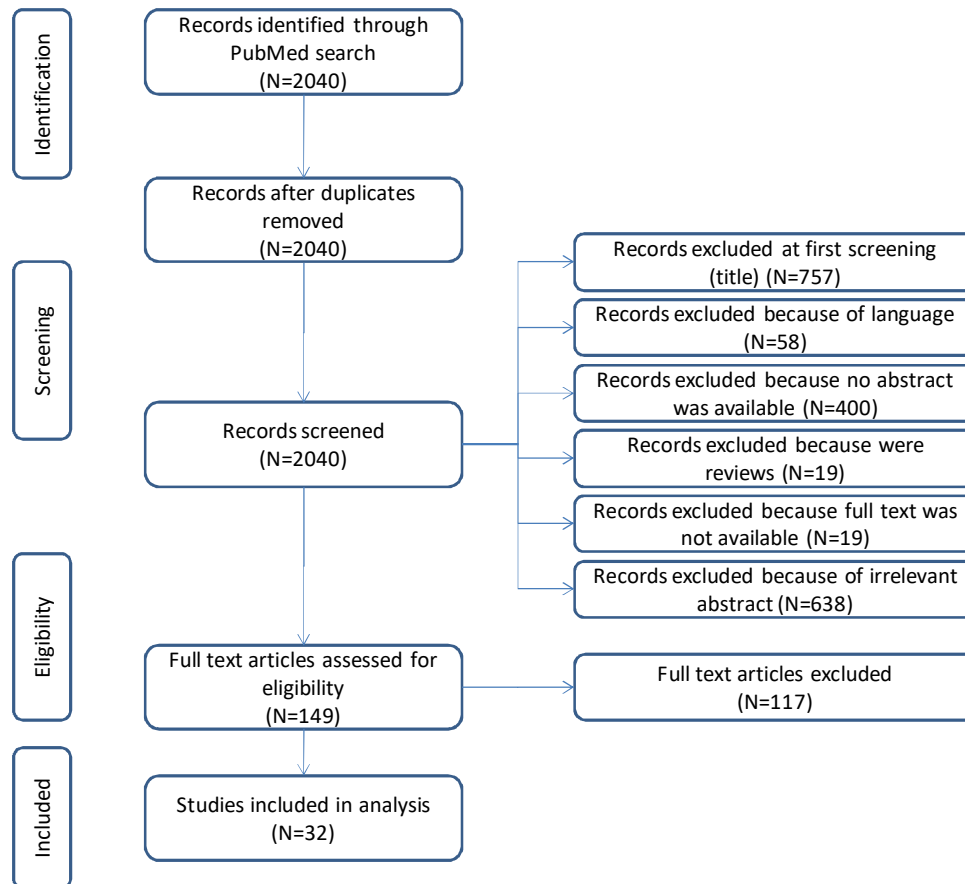 Identification
Records identified through
PubMed search
(N=2040)
Records after duplicates
removed
(N=2040)
Screening
Records screened
(N=2040)
Records excluded at first screening
(title) (N=757)
Records excluded because of language
(N=58)
Records excluded because no abstract
was available (N=400)
Records excluded because were
reviews (N=19)
Records excluded because full text was
not available (N=19)
Records excluded because of irrelevant
abstract (N=638)
Eligibility
Full text articles assessed for
eligibility
(N=149)
Full text articles excluded
(N=117)
Included
Studies included in analysis
(N=32)